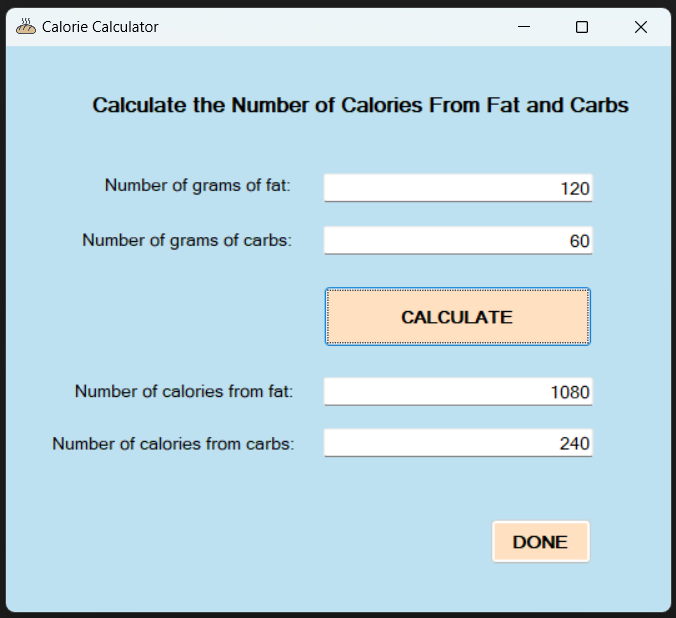 Calorie Calculator
Calculate the Number of Calories From Fat and Carbs
Number of grams of fat: 120
Number of grams of carbs: 60
CALCULATE
Number of calories from fat: 1080
Number of calories from carbs: 240
DONE